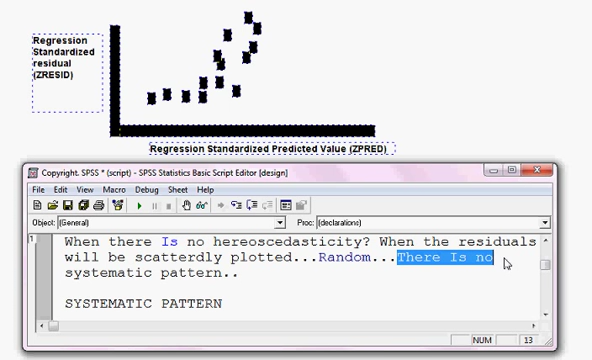 Regression
Standardized
residual
(ZRESID)
Regression Standardized Predicted Value (ZPRED)
Copyright. SPSS * (script) - SPSS Statistics Basic Script Editor [design]
File Edit View Macro Debug Sheet Help
Object: (General) Proc: (declarations)
1
When there Is no hereoscedasticity? When the residuals
will be scatterdly plotted...Random...There Is no
systematic pattern..
SYSTEMATIC PATTERN
NUM 13